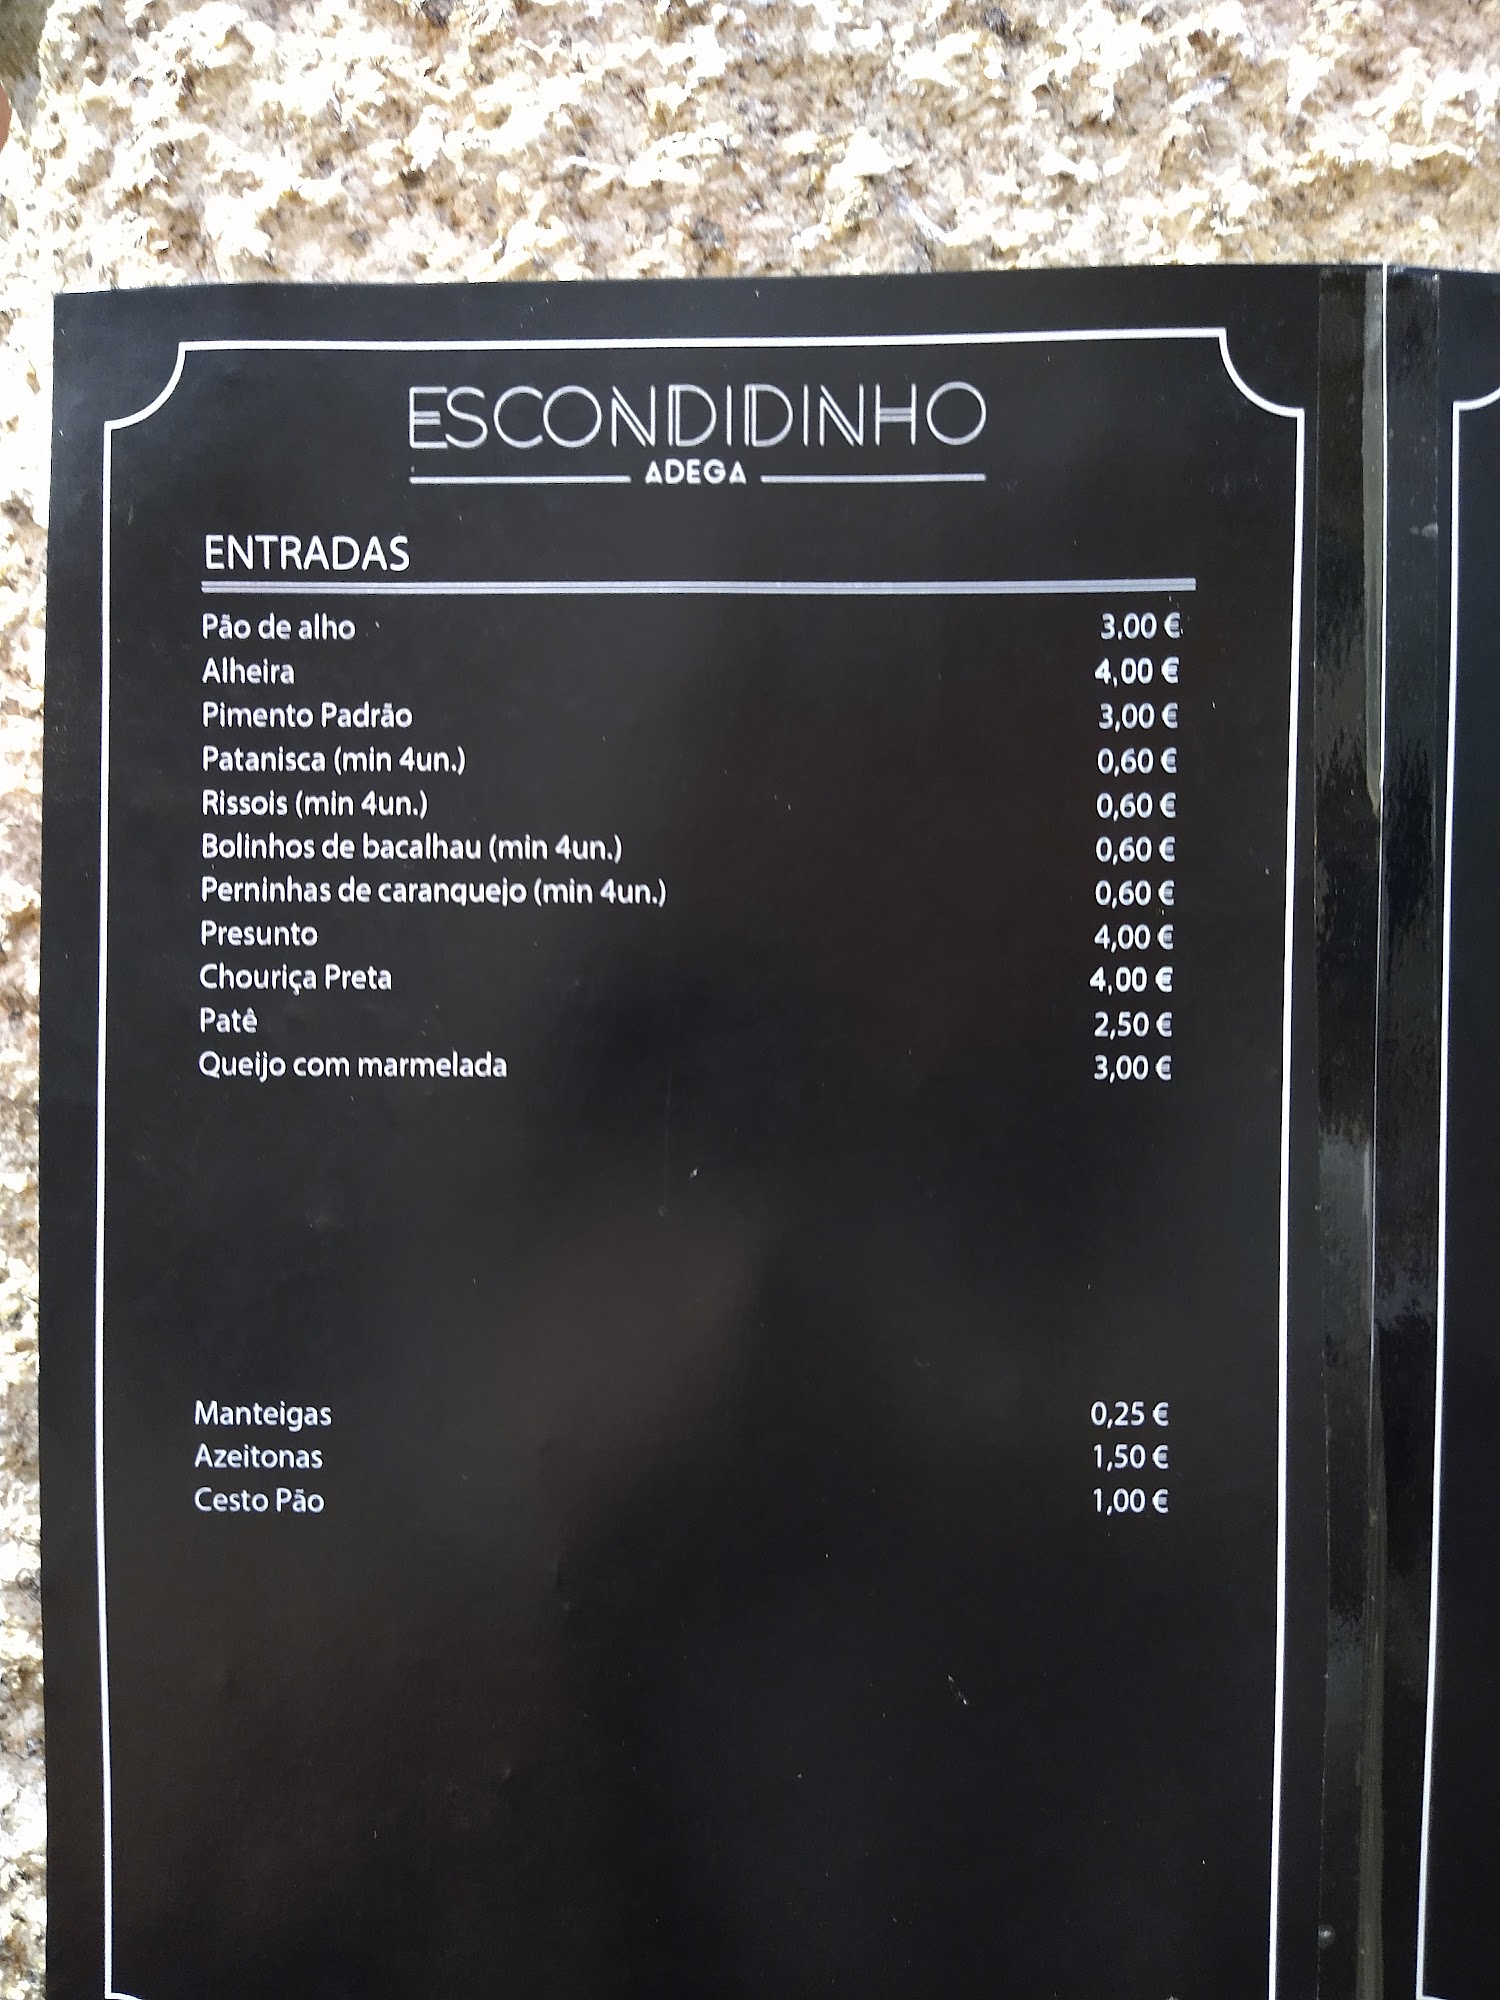 ESCONDIDINHO
ADEGA
ENTRADAS
Pão de alho 3,00 €
Alheira 4,00 €
Pimento Padrão 3,00 €
Patanisca (min 4un.) 0,60 €
Rissois (min 4un.) 0,60 €
Bolinhos de bacalhau (min 4un.) 0,60 €
Perninhas de caranquejo (min 4un.) 0,60 €
Presunto 4,00 €
Chouriça Preta 4,00 €
Patê 2,50 €
Queijo com marmelada 3,00 €
Manteigas 0,25 €
Azeitonas 1,50 €
Cesto Pão 1,00 €